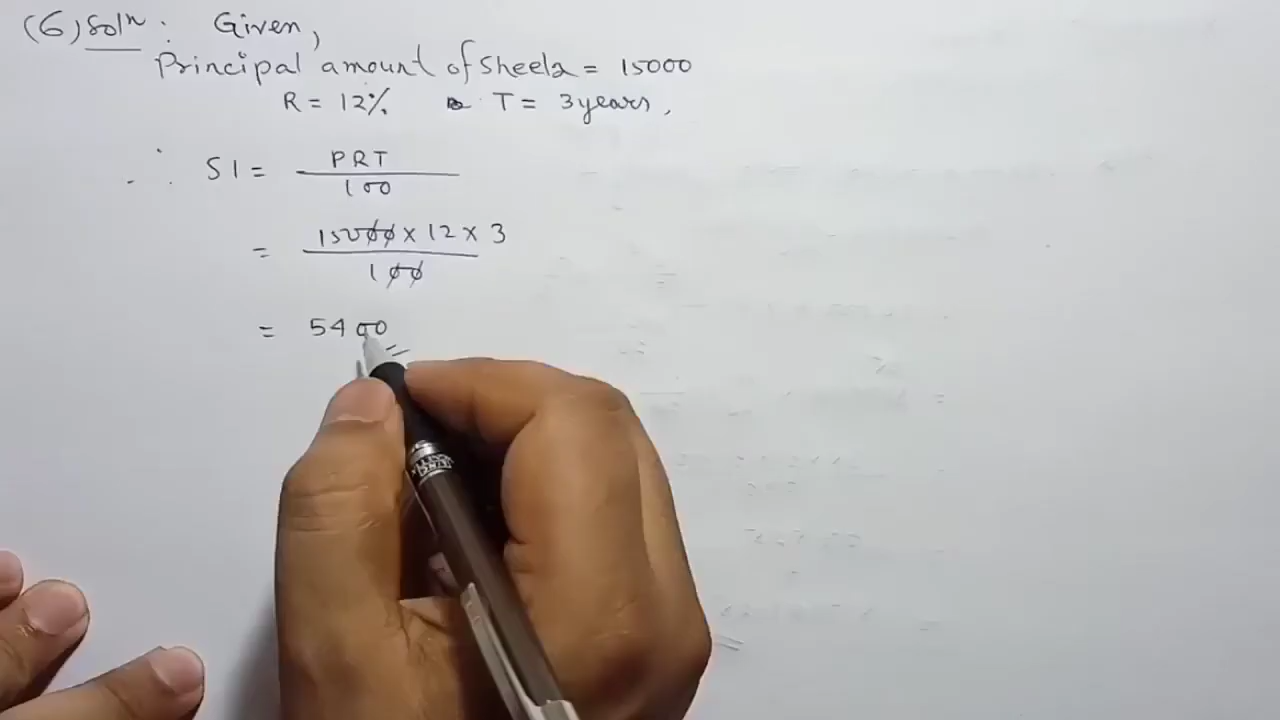 (6) Solⁿ: Given,
Principal amount of Sheela = 15000
R = 12% T = 3 years,
∴ SI = PRT
100
= 15000 x 12 x 3
100
= 5400